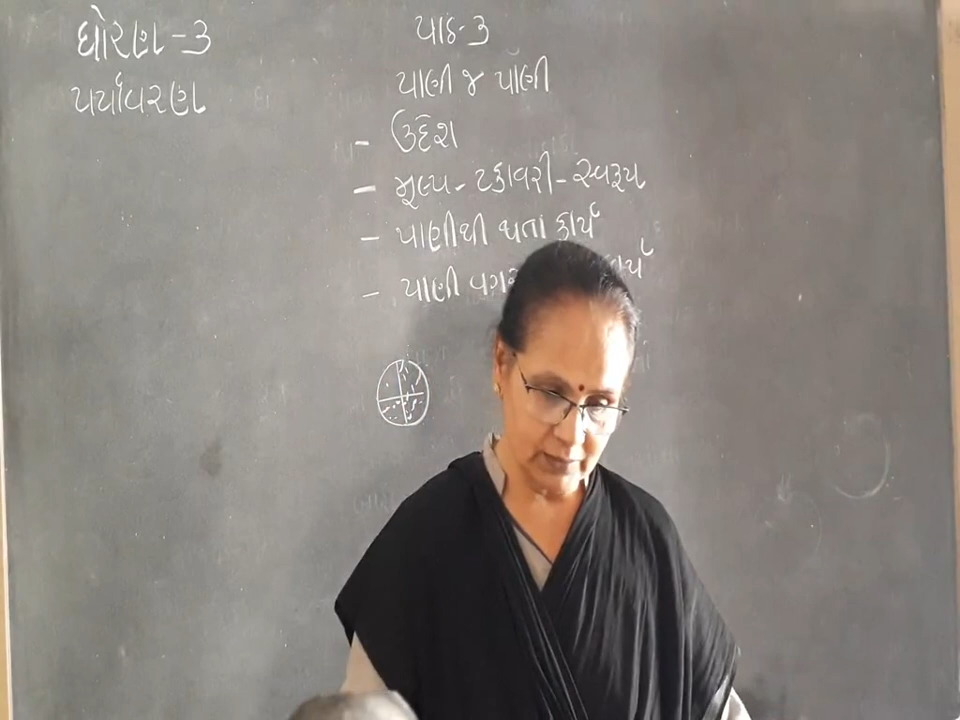 ધોરણ - ૩
પર્યાવરણ
પાઠ - ૩
પાણી જ પાણી
- ઉદ્દેશ
- મૂલ્ય - ટકાવારી - સ્વરૂપ
- પાણીથી થતા કાર્ય
- પાણી વગર